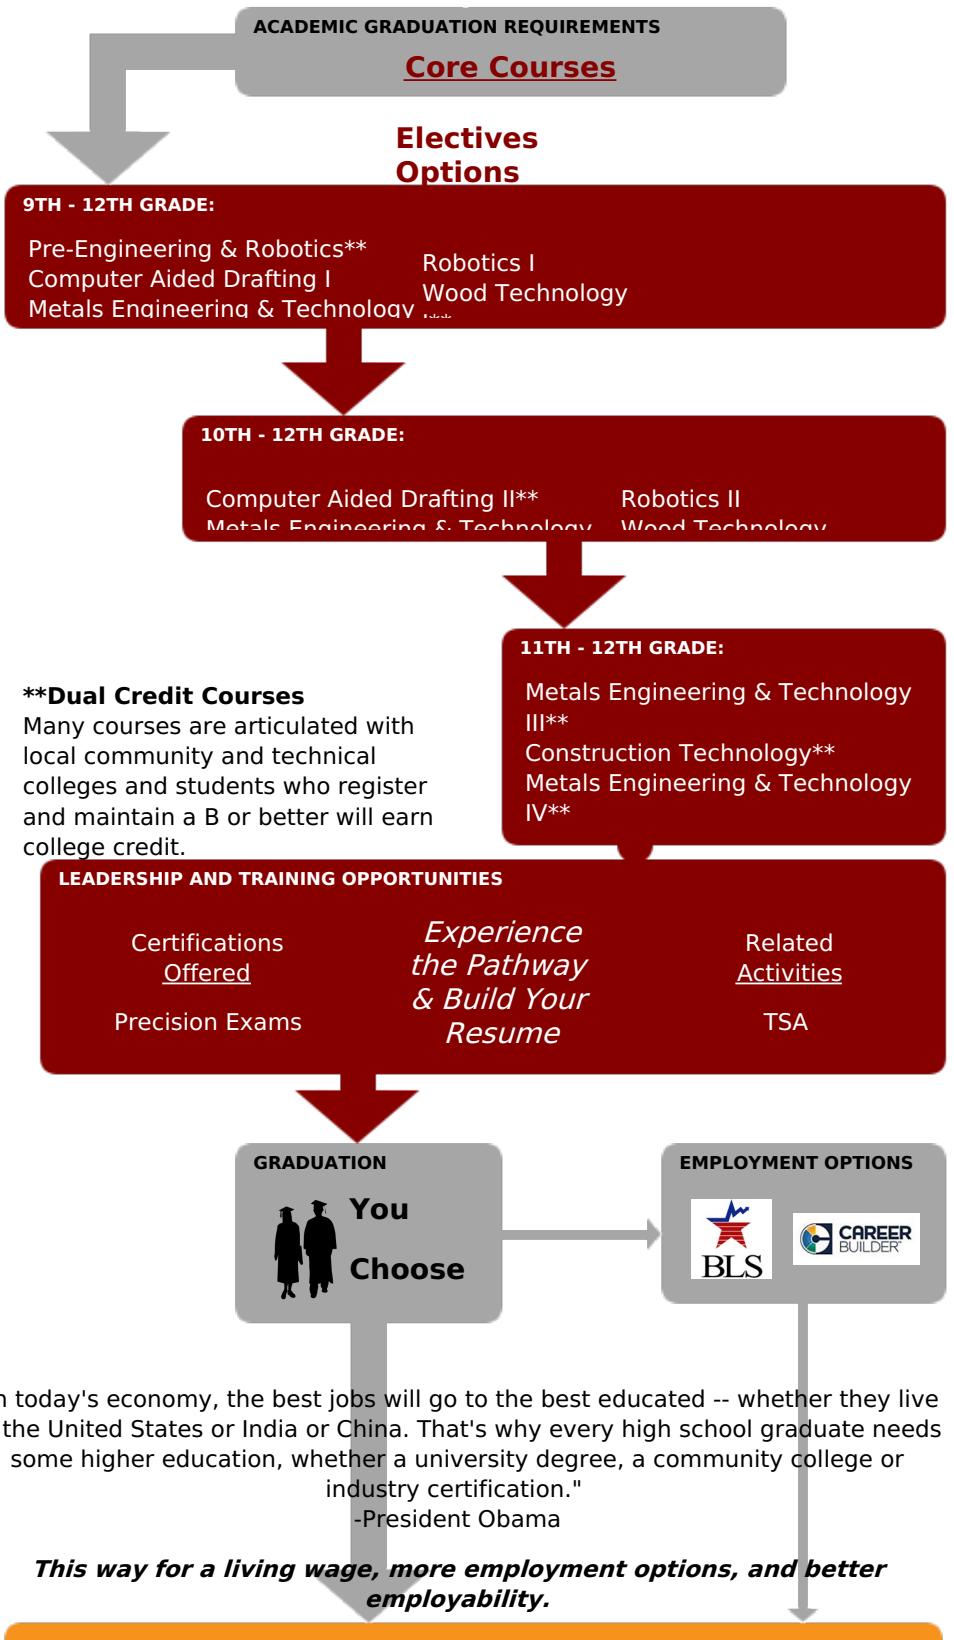 ACADEMIC GRADUATION REQUIREMENTS
Core Courses
Electives
Options
9TH - 12TH GRADE:
Pre-Engineering & Robotics**
Computer Aided Drafting I
Metals Engineering & Technology
Robotics I
Wood Technology
I**
10TH - 12TH GRADE:
Computer Aided Drafting II**
Metals Engineering & Technology
Robotics II
Wood Technology
11TH - 12TH GRADE:
Metals Engineering & Technology
III**
Construction Technology**
Metals Engineering & Technology
IV**
**Dual Credit Courses
Many courses are articulated with
local community and technical
colleges and students who register
and maintain a B or better will earn
college credit.
LEADERSHIP AND TRAINING OPPORTUNITIES
Certifications
Offered
Precision Exams
Experience
the Pathway
& Build Your
Resume
Related
Activities
TSA
GRADUATION
You
Choose
EMPLOYMENT OPTIONS
BLS
CAREER
BUILDER
today's economy, the best jobs will go to the best educated -- whether they live
the United States or India or China. That's why every high school graduate needs
some higher education, whether a university degree, a community college or
industry certification."
-President Obama
This way for a living wage, more employment options, and better
employability.